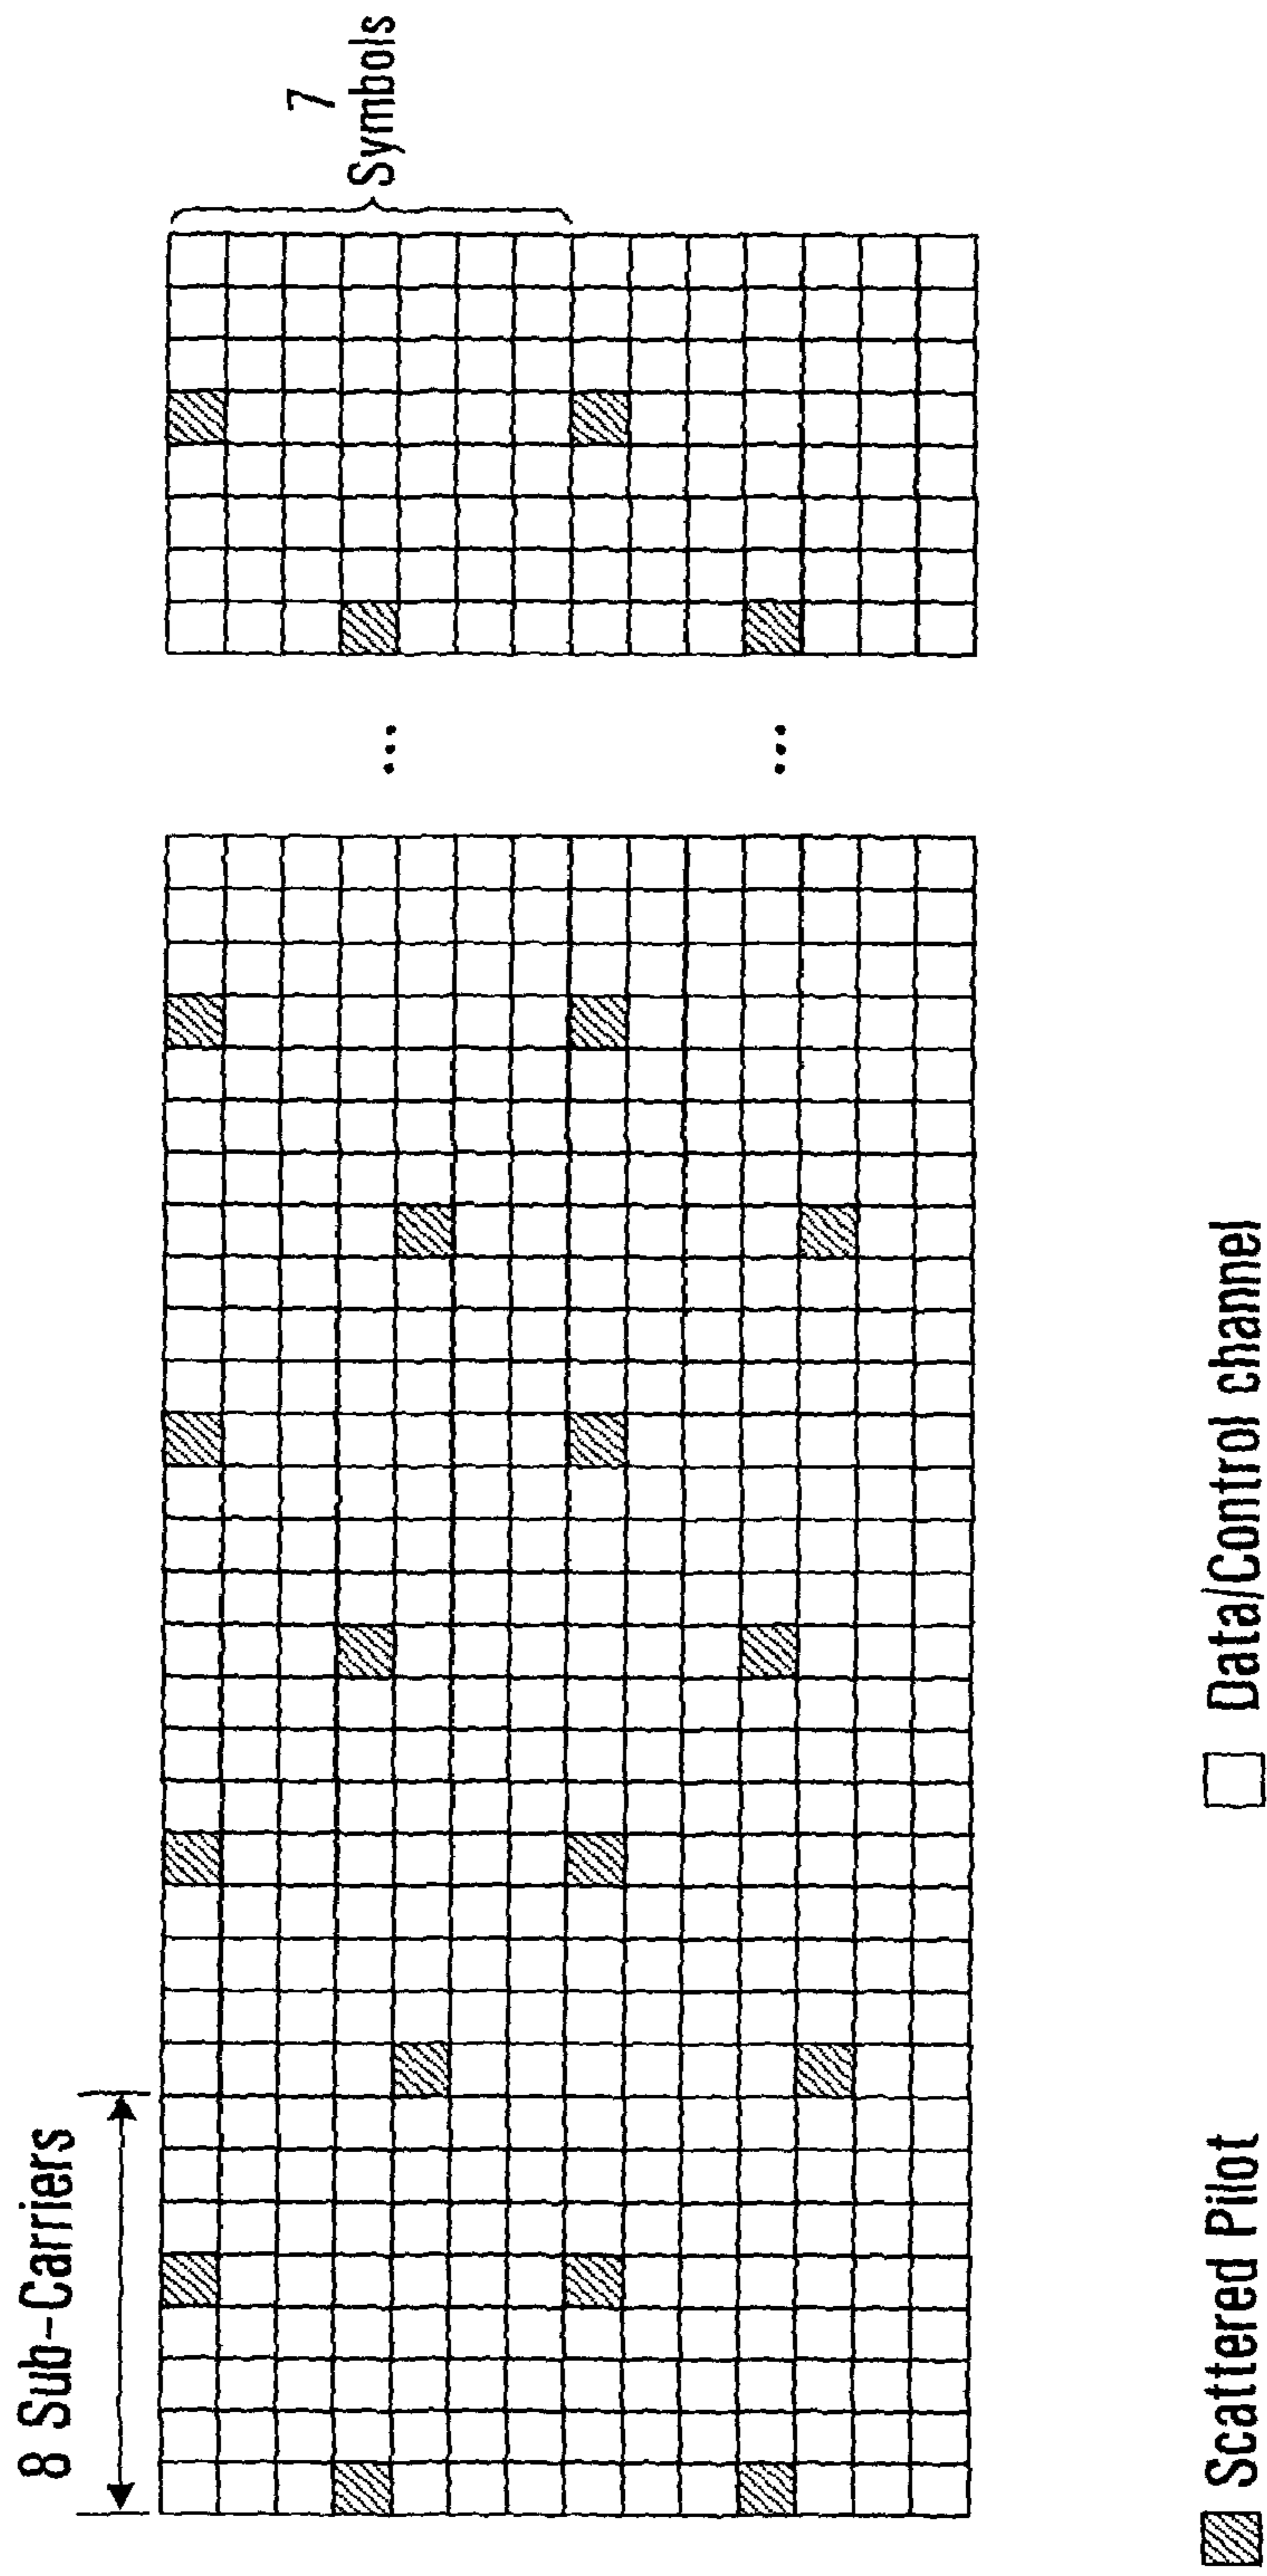 8 Sub-Carriers
7
Symbols
...
...
Scattered Pilot
Data/Control channel